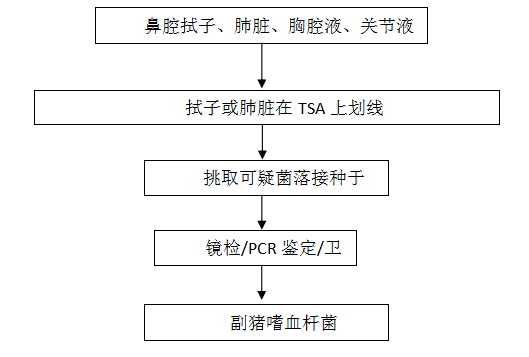 鼻腔拭子、肺脏、胸腔液、关节液
拭子或肺脏在 TSA 上划线
挑取可疑菌落接种于
镜检/PCR 鉴定/卫
副猪嗜血杆菌